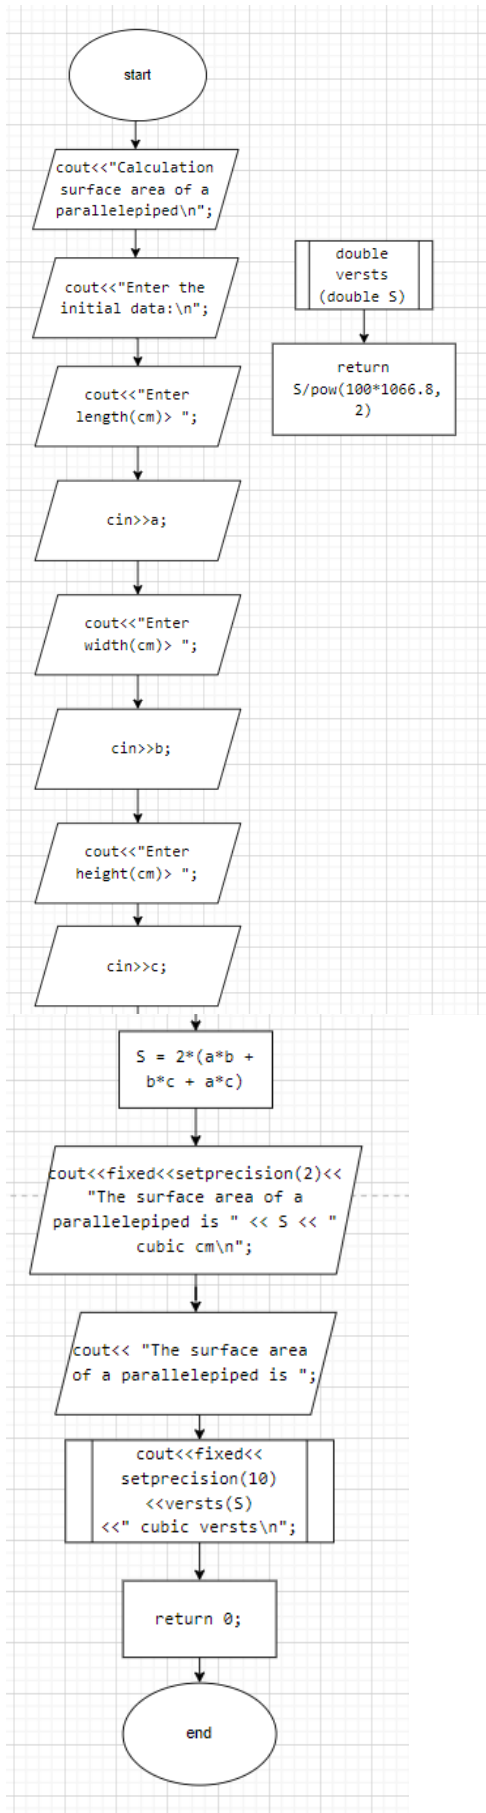 start
cout<<"Calculation
surface area of a
parallelepiped\n";
cout<<"Enter the
initial data:\n";
double
versts
(double S)
return
S/pow(100*1066.8,
2)
cout<<"Enter
length(cm)> ";
cin>>a;
cout<<"Enter
width(cm)> ";
cin>>b;
cout<<"Enter
height(cm)> ";
cin>>c;
S = 2*(a*b +
b*c + a*c)
cout<<fixed<<setprecision(2)<<
"The surface area of a
parallelepiped is " << S << "
cubic cm\n";
cout<< "The surface area
of a parallelepiped is ";
cout<<fixed<<
setprecision(10)
<<versts(S)
<<" cubic versts\n";
return 0;
end